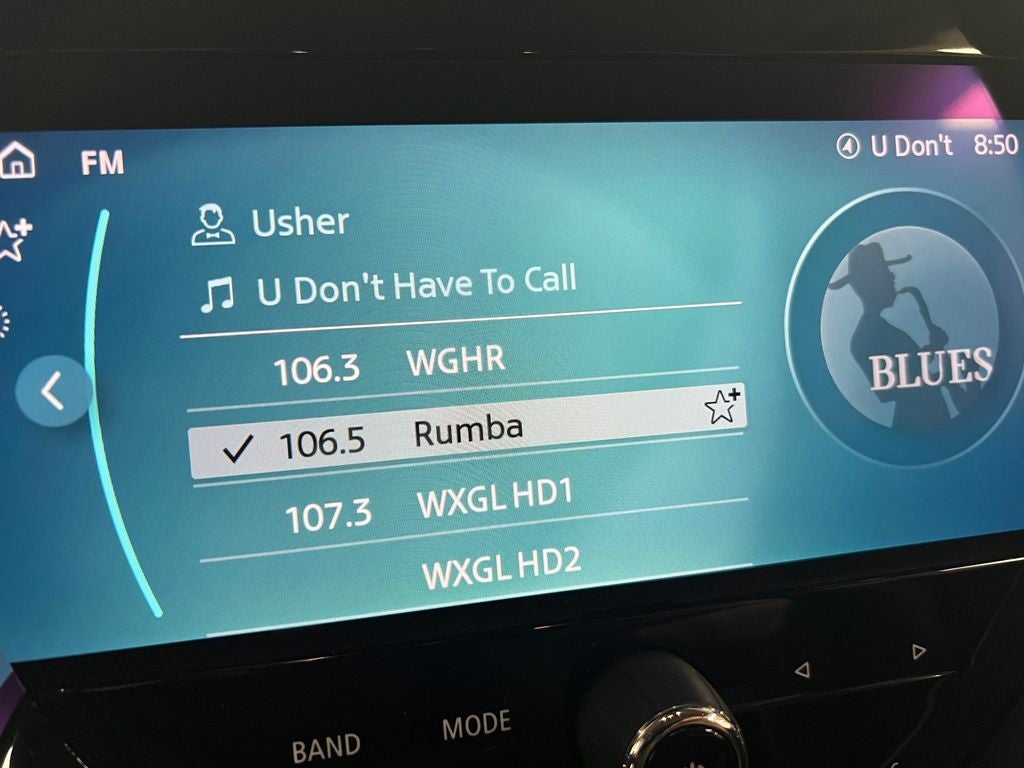 FM
U Don't 8:50
Usher
U Don't Have To Call
106.3 WGHR
106.5 Rumba
107.3 WXGL HD1
WXGL HD2
BLUES
BAND
MODE